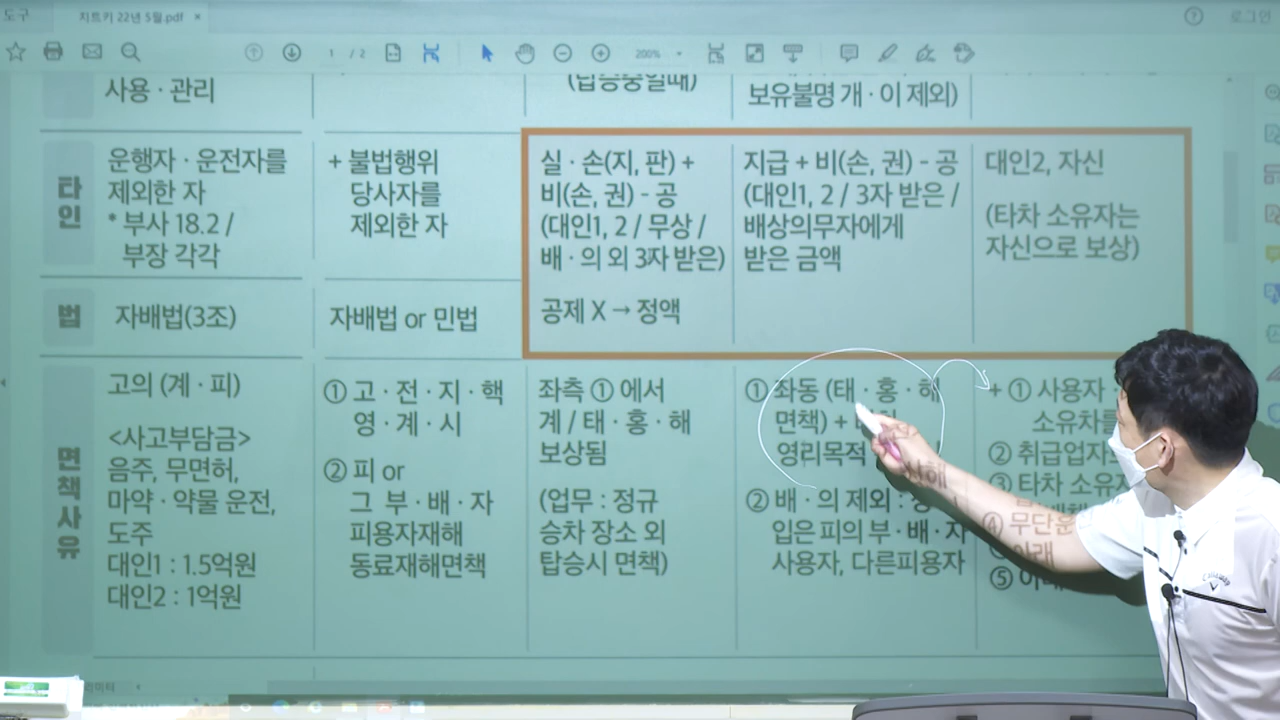 도구
차트키 22년 5월.pdf ×
로그인
1 / 2
200%
사용 · 관리
(탑승중일때)
보유불명 개 · 이 제외)
타인
운행자 · 운전자를
제외한 자
* 부사 18.2 /
부장 각각
+ 불법행위
당사자를
제외한 자
실 · 손(지, 판) +
비(손, 권) - 공
(대인1, 2 / 무상 /
배 · 의 외 3자 받은)
공제 X → 정액
지급 + 비(손, 권) - 공
(대인1, 2 / 3자 받은 /
배상의무자에게
받은 금액
대인2, 자신
(타차 소유자는
자신으로 보상)
법
자배법(3조)
자배법 or 민법
면책사유
고의 (계 · 피)
<사고부담금>
음주, 무면허,
마약 · 약물 운전,
도주
대인1 : 1.5억원
대인2 : 1억원
① 고 · 전 · 지 · 핵
영 · 계 · 시
② 피 or
그 부 · 배 · 자
피용자재해
동료재해면책
좌측 ① 에서
계 / 태 · 홍 · 해
보상됨
(업무 : 정규
승차 장소 외
탑승시 면책)
① 좌동 (태 · 홍 · 해
면책) +
영리목적
② 배 · 의 제외 :
입은 피의 부 · 배 · 자
사용자, 다른피용자
+ ① 사용자 ·
소유차를
② 취급업자
③ 타차 소유자
④ 무단운
⑤